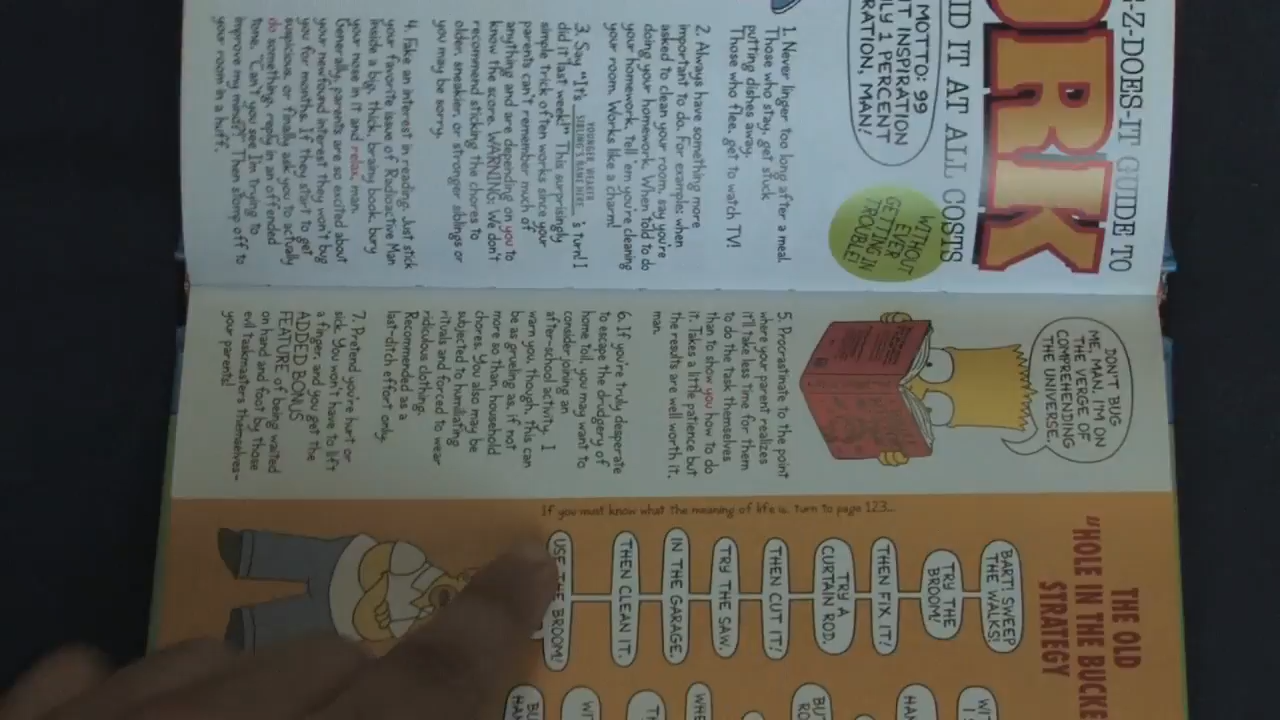 -Z-DOES-IT GUIDE TO
ORK
ID IT AT ALL COSTS
WITHOUT
EVER
GETTING IN
TROUBLE!
MOTTO: 99
T INSPIRATION
LY 1 PERCENT
RATION, MAN!
1. Never linger too long after a meal.
Those who stay, get stuck
putting dishes away.
Those who flee, get to watch TV!
2. Always have something more
important to do. For example: when
asked to clean your room, say you're
doing your homework. When told to do
your homework, tell 'em you're cleaning
your room. Works like a charm!
3. Say "It's YOUNGER WEAKER SIBLING'S NAME HERE 's turn! I
did it last week!" This surprisingly
simple trick often works since your
parents can't remember much of
anything and are depending on you to
know the score. WARNING: We don't
recommend sticking the chores to
older, sneakier, or stronger siblings or
you may be sorry.
4. Fake an interest in reading. Just stick
your favorite issue of Radioactive Man
inside a big, thick, brainy book, bury
your nose in it and relax, man.
Generally, parents are so excited about
your newfound interest they won't bug
you for months. If they start to get
suspicious, or finally ask you to actually
do something, reply in an offended
tone, "Can't you see I'm trying to
improve my mind?" Then stomp off to
your room in a huff.
DON'T BUG
ME, MAN. I'M ON
THE VERGE OF
COMPREHENDING
THE UNIVERSE.
5. Procrastinate to the point
where your parent realizes
it'll take less time for them
to do the task themselves
than to show you how to do
it. Takes a little patience but
the results are well worth it,
man.
6. If you're truly desperate
to escape the drudgery of
home toil, you may want to
consider joining an
after-school activity. I
warn you, though, this can
be as grueling as, if not
more so than, household
chores. You also may be
subjected to humiliating
rituals and forced to wear
ridiculous clothing.
Recommended as a
last-ditch effort only.
7. Pretend you're hurt or
sick. You won't have to lift
a finger, and you get the
ADDED BONUS
FEATURE of being waited
on hand and foot by those
evil taskmasters themselves–
your parents!
If you must know what the meaning of life is, turn to page 123...
THE OLD
"HOLE IN THE BUCKE
STRATEGY
BART! SWEEP
THE WALKS!
TRY THE
BROOM!
THEN FIX IT!
TRY A
CURTAIN ROD.
THEN CUT IT!
TRY THE SAW.
IN THE GARAGE.
THEN CLEAN IT.
USE THE BROOM!
WIT
HAN
BUT
RO
WHE
WIT
BU
HAN